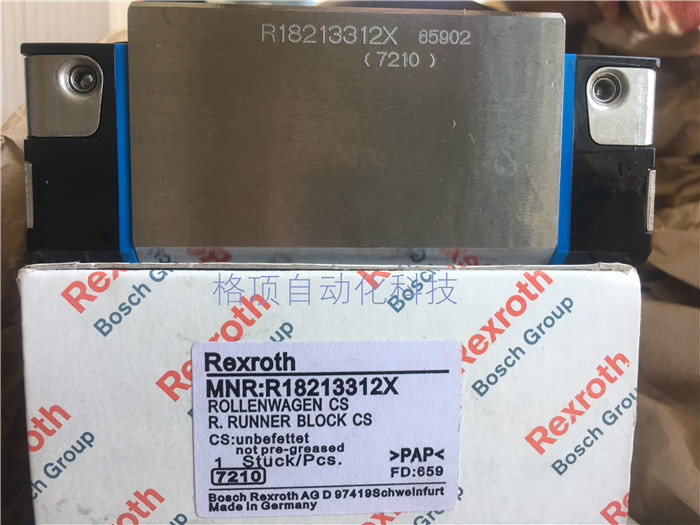 R18213312X 65902
(7210)
Rexroth
Bosch Group
Rexroth
Bosch Group
Rexroth
Bosch Group
格顶自动化科技
Rexroth
Bosch Group
Rexroth
MNR:R18213312X
ROLLENWAGEN CS
R. RUNNER BLOCK CS
CS:unbefettet
not pre-greased
1 Stück/Pcs.
>PAP<
7210
FD:659
Bosch Rexroth AG D 97419Schweinfurt
Made in Germany